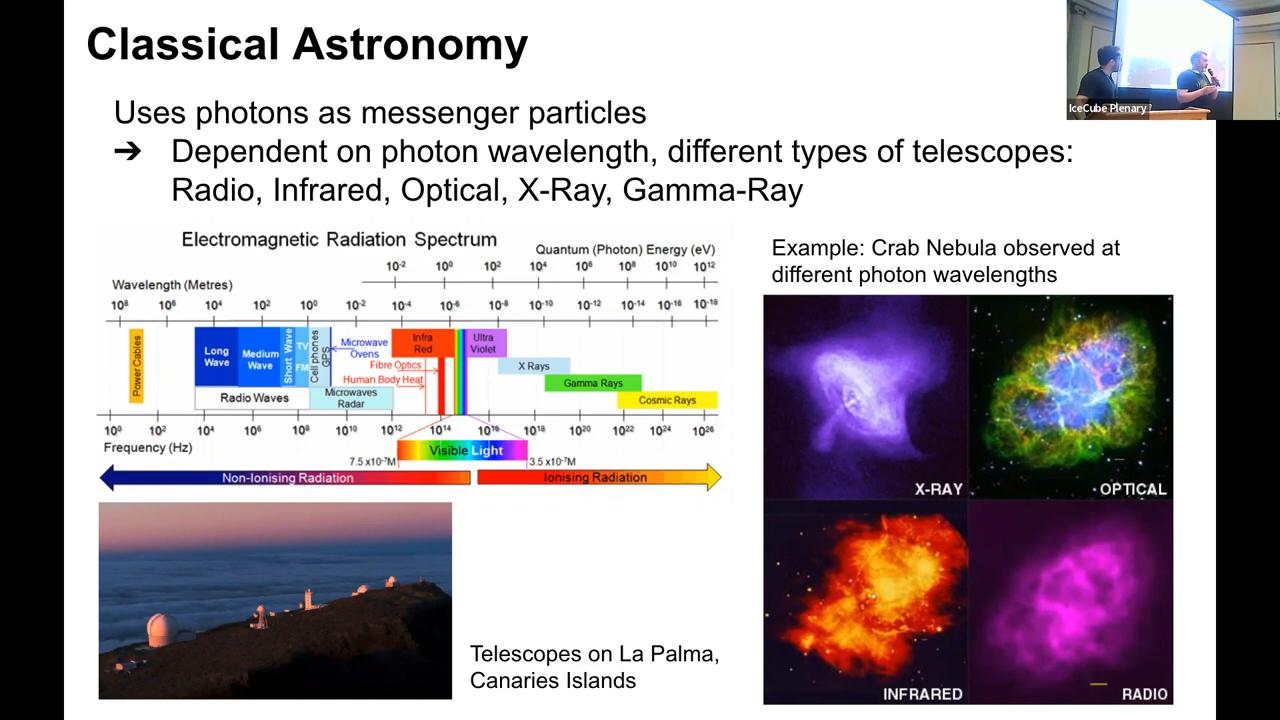 Classical Astronomy
IceCube Plenary
Uses photons as messenger particles
➔ Dependent on photon wavelength, different types of telescopes:
Radio, Infrared, Optical, X-Ray, Gamma-Ray
Electromagnetic Radiation Spectrum
Quantum (Photon) Energy (eV)
10⁻² 10⁰ 10² 10⁴ 10⁶ 10⁸ 10¹⁰ 10¹²
Wavelength (Metres)
10⁸ 10⁶ 10⁴ 10² 10⁰ 10⁻² 10⁻⁴ 10⁻⁶ 10⁻⁸ 10⁻¹⁰ 10⁻¹² 10⁻¹⁴ 10⁻¹⁶ 10⁻¹⁸
Power Cables
Long
Wave
Medium
Wave
Short Wave
TV
FM
Cell phones
GPS
Microwave
Ovens
Infra
Red
Ultra
Violet
Fibre Optics
Human Body Heat
X Rays
Gamma Rays
Cosmic Rays
Radio Waves
Microwaves
Radar
10⁰ 10² 10⁴ 10⁶ 10⁸ 10¹⁰ 10¹² 10¹⁴ 10¹⁶ 10¹⁸ 10²⁰ 10²² 10²⁴ 10²⁶
Frequency (Hz)
Visible Light
7.5 x10⁻⁷M
3.5 x10⁻⁷M
Non-Ionising Radiation
Ionising Radiation
Example: Crab Nebula observed at
different photon wavelengths
X-RAY
OPTICAL
INFRARED
RADIO
Telescopes on La Palma,
Canaries Islands